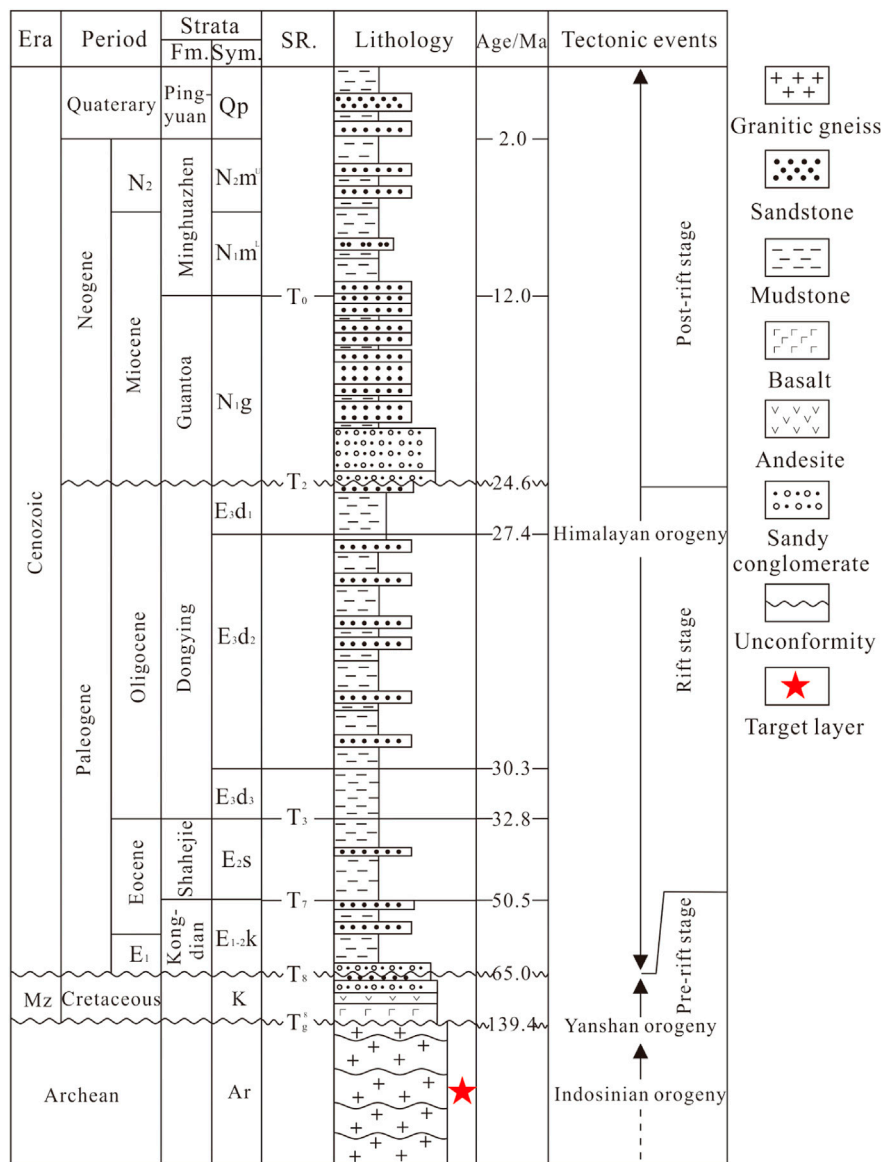 Era Period Strata SR. Lithology Age/Ma Tectonic events
Fm. Sym.
Quaterary Ping-yuan Qp
2.0
Neogene N2 Minghuazhen N2mU
Miocene N1mL
T0 12.0
Guantoa N1g
T2 24.6
Cenozoic Paleogene Oligocene Dongying E3d1
27.4
E3d2
30.3
E3d3
T3 32.8
Eocene Shahejie E2s
T7 50.5
E1 Kong-dian E1-2k
T8 65.0
Mz Cretaceous K
Tg8 139.4
Archean Ar
Post-rift stage
Himalayan orogeny
Rift stage
Pre-rift stage
Yanshan orogeny
Indosinian orogeny
Granitic gneiss
Sandstone
Mudstone
Basalt
Andesite
Sandy
conglomerate
Unconformity
Target layer